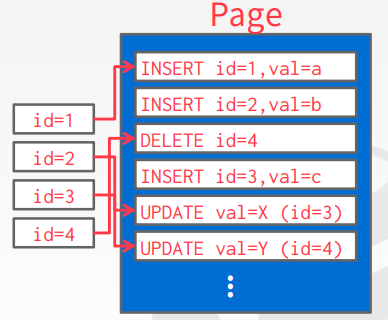 Page
INSERT id=1,val=a
INSERT id=2,val=b
DELETE id=4
INSERT id=3,val=c
UPDATE val=X (id=3)
UPDATE val=Y (id=4)
id=1
id=2
id=3
id=4